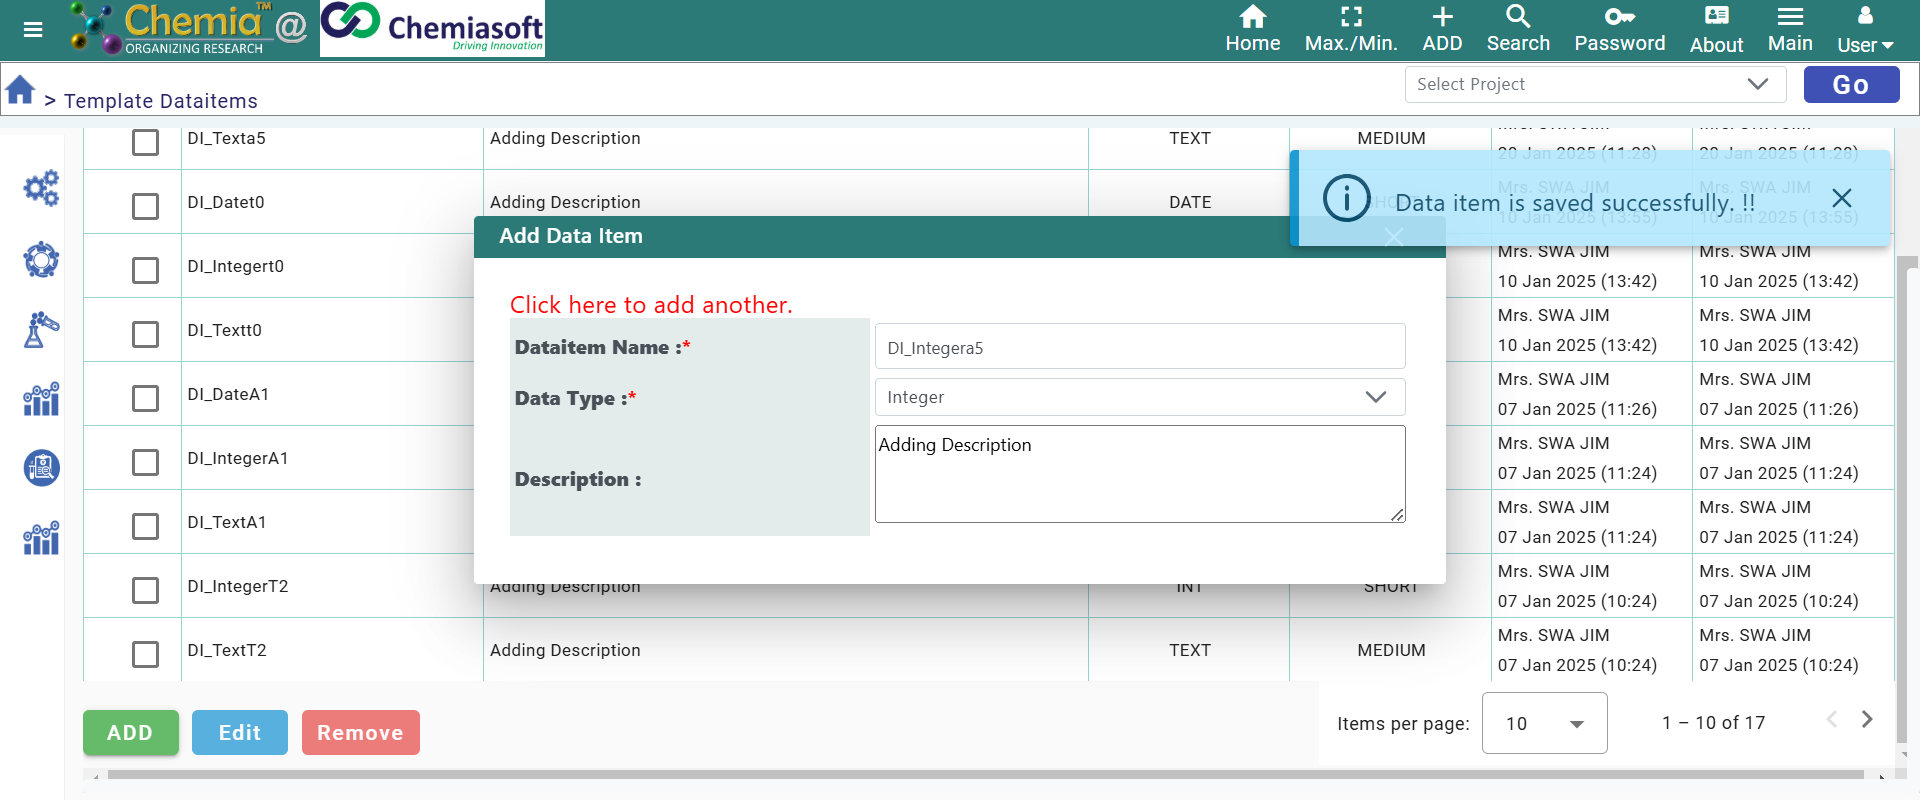 Chemia™
ORGANIZING RESEARCH
@
Chemiasoft
Driving Innovation
Home
Max./Min.
ADD
Search
Password
About
Main
User
> Template Dataitems
Select Project
Go
DI_Texta5 Adding Description TEXT MEDIUM
20 Jan 2025 (11:28) 20 Jan 2025 (11:28)
DI_Datet0 Adding Description DATE
Data item is saved successfully. !!
10 Jan 2025 (13:55) 10 Jan 2025 (13:55)
Add Data Item
DI_Integert0
Mrs. SWA JIM Mrs. SWA JIM
10 Jan 2025 (13:42) 10 Jan 2025 (13:42)
Click here to add another.
DI_Textt0
Mrs. SWA JIM Mrs. SWA JIM
10 Jan 2025 (13:42) 10 Jan 2025 (13:42)
Dataitem Name :* DI_Integera5
DI_DateA1
Mrs. SWA JIM Mrs. SWA JIM
07 Jan 2025 (11:26) 07 Jan 2025 (11:26)
Data Type :* Integer
DI_IntegerA1
Mrs. SWA JIM Mrs. SWA JIM
07 Jan 2025 (11:24) 07 Jan 2025 (11:24)
Description : Adding Description
DI_TextA1
Mrs. SWA JIM Mrs. SWA JIM
07 Jan 2025 (11:24) 07 Jan 2025 (11:24)
DI_IntegerT2 Adding Description INT SHORT
Mrs. SWA JIM Mrs. SWA JIM
07 Jan 2025 (10:24) 07 Jan 2025 (10:24)
DI_TextT2 Adding Description TEXT MEDIUM
Mrs. SWA JIM Mrs. SWA JIM
07 Jan 2025 (10:24) 07 Jan 2025 (10:24)
ADD
Edit
Remove
Items per page: 10
1 – 10 of 17